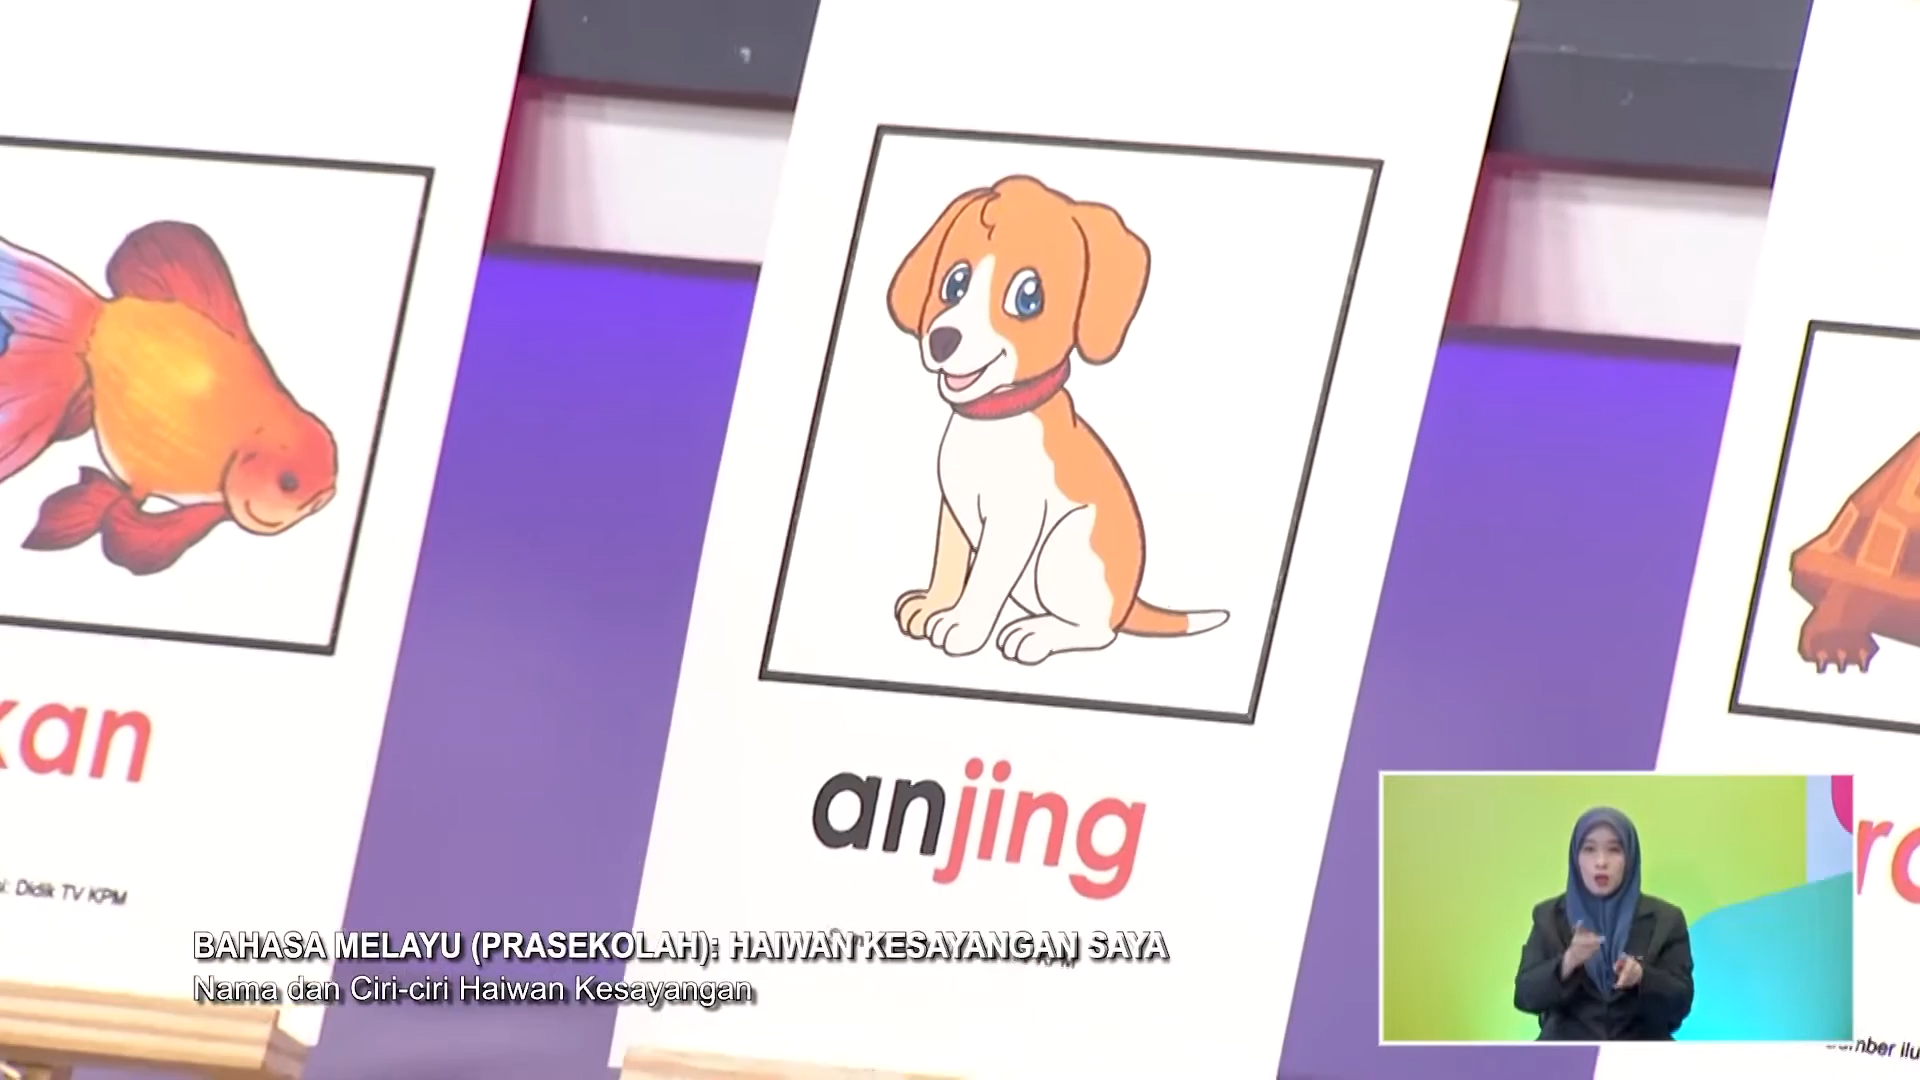 kan
anjing
Didik TV KPM
BAHASA MELAYU (PRASEKOLAH): HAIWAN KESAYANGAN SAYA
Nama dan Ciri-ciri Haiwan Kesayangan